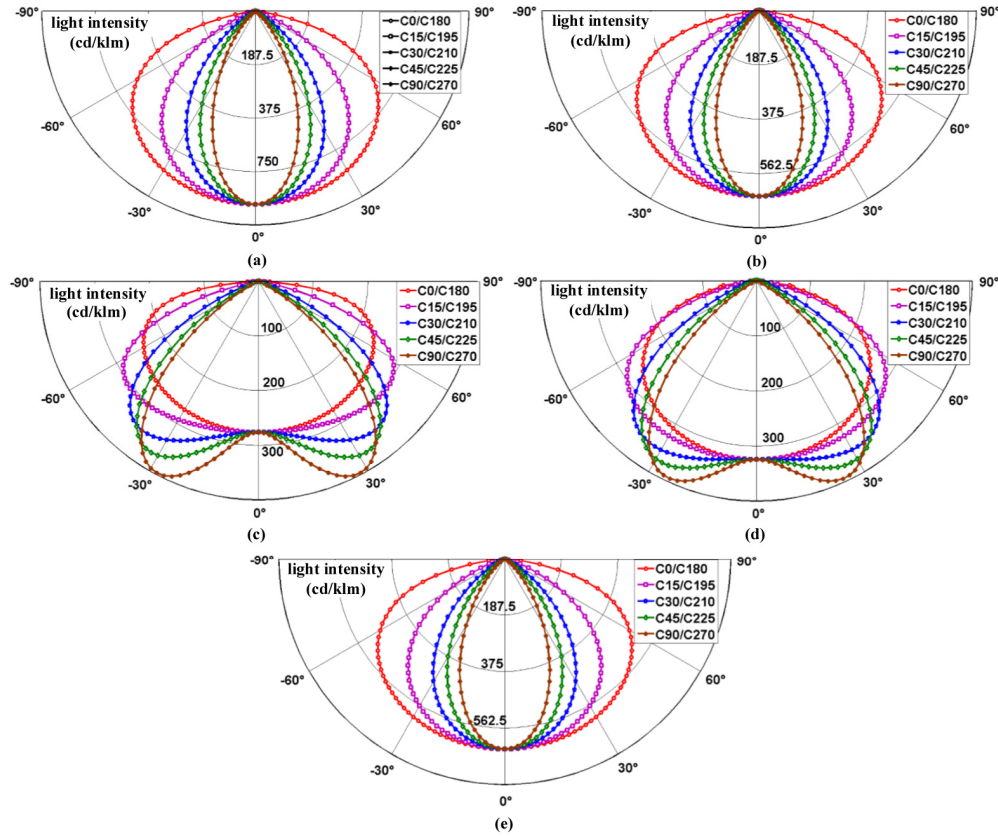 -90°
light intensity
(cd/klm)
C0/C180
C15/C195
C30/C210
C45/C225
C90/C270
90°
187.5
375
750
-60°
60°
-30°
30°
0°
(a)
-90°
light intensity
(cd/klm)
C0/C180
C15/C195
C30/C210
C45/C225
C90/C270
90°
187.5
375
562.5
-60°
60°
-30°
30°
0°
(b)
-90°
light intensity
(cd/klm)
C0/C180
C15/C195
C30/C210
C45/C225
C90/C270
90°
100
200
300
-60°
60°
-30°
30°
0°
(c)
-90°
light intensity
(cd/klm)
C0/C180
C15/C195
C30/C210
C45/C225
C90/C270
90°
100
200
300
-60°
60°
-30°
30°
0°
(d)
-90°
light intensity
(cd/klm)
C0/C180
C15/C195
C30/C210
C45/C225
C90/C270
90°
187.5
375
562.5
-60°
60°
-30°
30°
0°
(e)